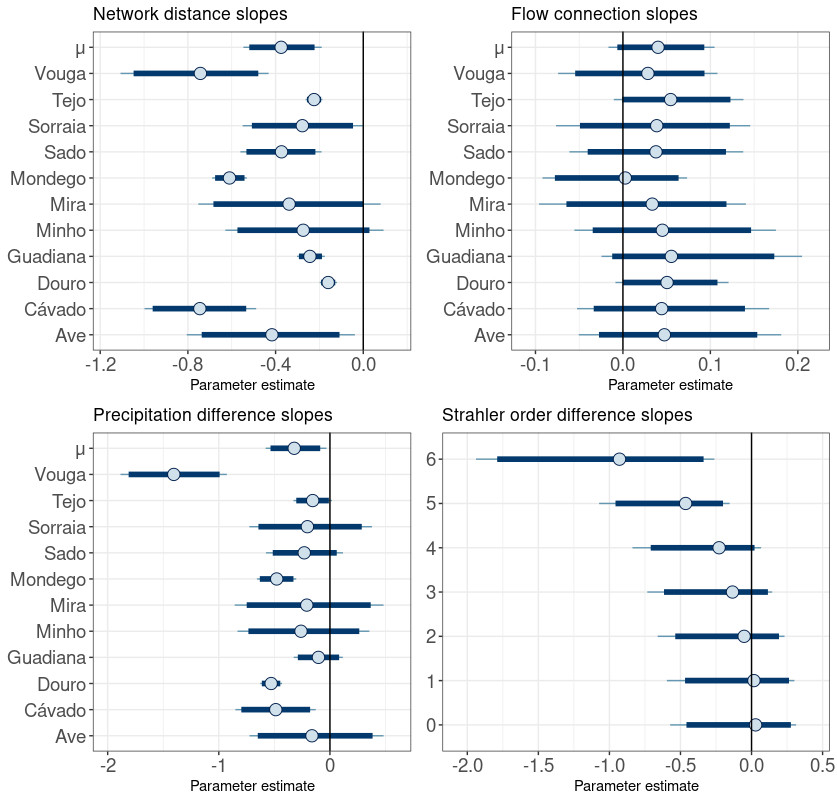 Network distance slopes
μ
Vouga
Tejo
Sorraia
Sado
Mondego
Mira
Minho
Guadiana
Douro
Cávado
Ave
-1.2 -0.8 -0.4 0.0
Parameter estimate
Flow connection slopes
μ
Vouga
Tejo
Sorraia
Sado
Mondego
Mira
Minho
Guadiana
Douro
Cávado
Ave
-0.1 0.0 0.1 0.2
Parameter estimate
Precipitation difference slopes
μ
Vouga
Tejo
Sorraia
Sado
Mondego
Mira
Minho
Guadiana
Douro
Cávado
Ave
-2 -1 0
Parameter estimate
Strahler order difference slopes
6
5
4
3
2
1
0
-2.0 -1.5 -1.0 -0.5 0.0 0.5
Parameter estimate